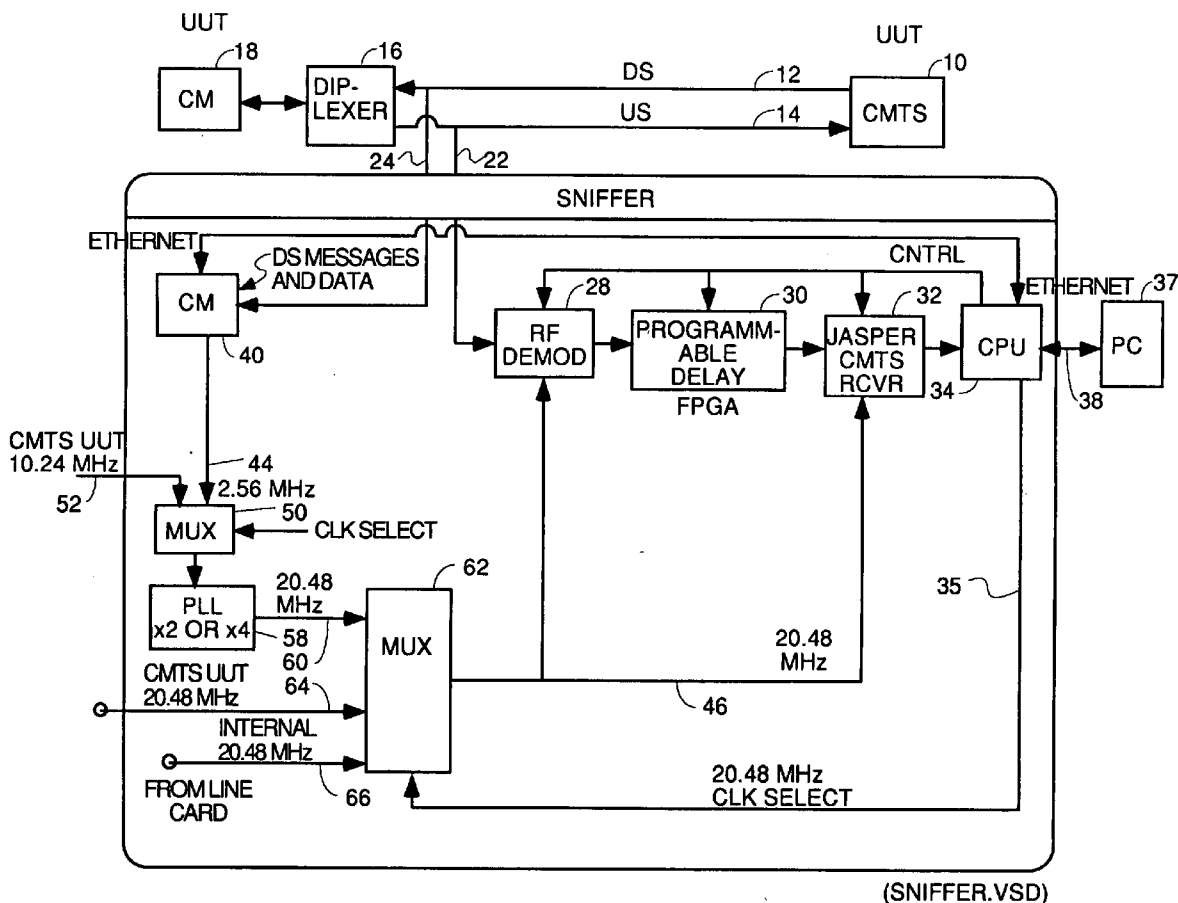 UUT
18
CM
16
DIP-
LEXER
DS
12
US
14
UUT
10
CMTS
24
22
SNIFFER
ETHERNET
DS MESSAGES
AND DATA
CM
40
CNTRL
28
RF
DEMOD
30
PROGRAMM-
ABLE
DELAY
FPGA
32
JASPER
CMTS
RCVR
ETHERNET
CPU
34
37
PC
38
CMTS UUT
10.24 MHz
52
44
2.56 MHz
50
MUX
CLK SELECT
PLL
x2 OR x4
58
20.48
MHz
60
62
MUX
20.48
MHz
46
35
CMTS UUT
20.48 MHz
64
INTERNAL
20.48 MHz
66
FROM LINE
CARD
20.48 MHz
CLK SELECT
(SNIFFER.VSD)